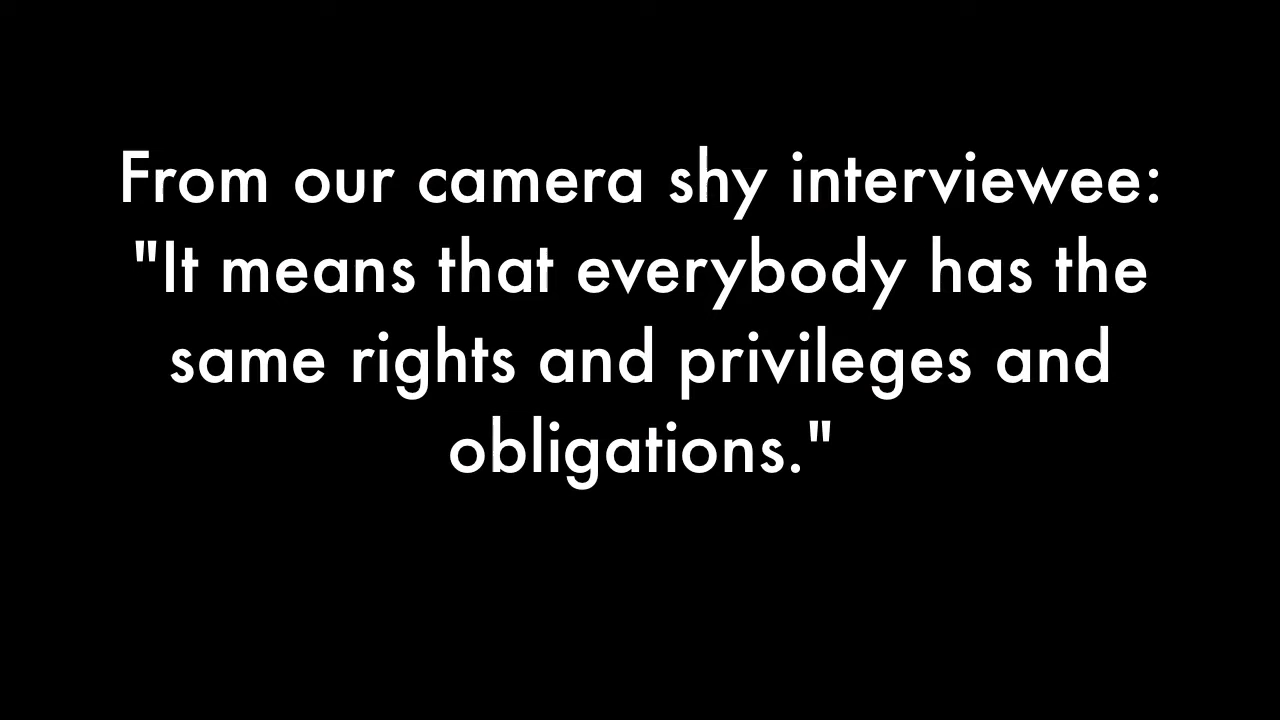 From our camera shy interviewee:
"It means that everybody has the
same rights and privileges and
obligations."